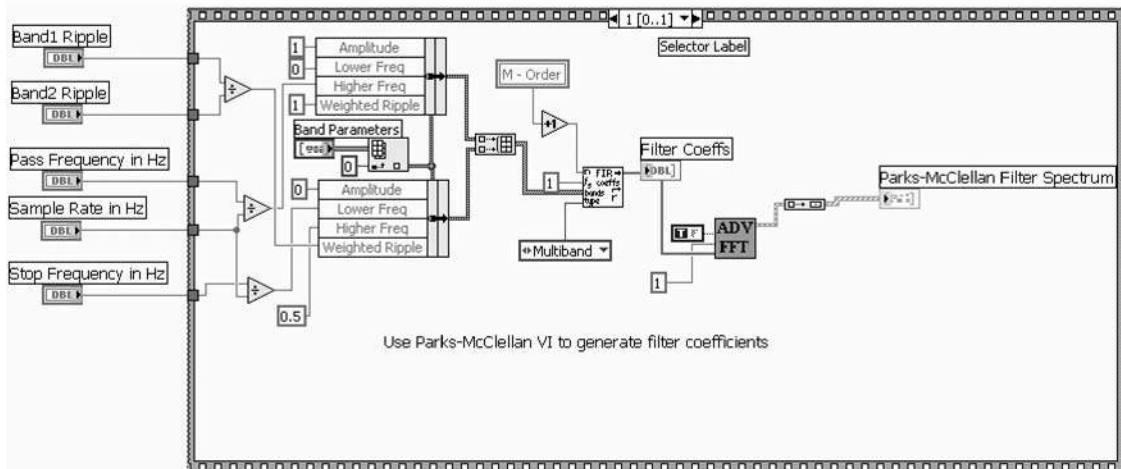 1 [0..1]
Selector Label
Band1 Ripple
DBL
Band2 Ripple
DBL
Pass Frequency in Hz
DBL
Sample Rate in Hz
DBL
Stop Frequency in Hz
DBL
1
Amplitude
0
Lower Freq
Higher Freq
1
Weighted Ripple
Band Parameters
0
0
Amplitude
Lower Freq
Higher Freq
Weighted Ripple
0.5
M - Order
+1
1
FIR
fs coeffs
bands
type
Multiband
Filter Coeffs
DBL
T F
ADV
FFT
1
Parks-McClellan Filter Spectrum
Use Parks-McClellan VI to generate filter coefficients